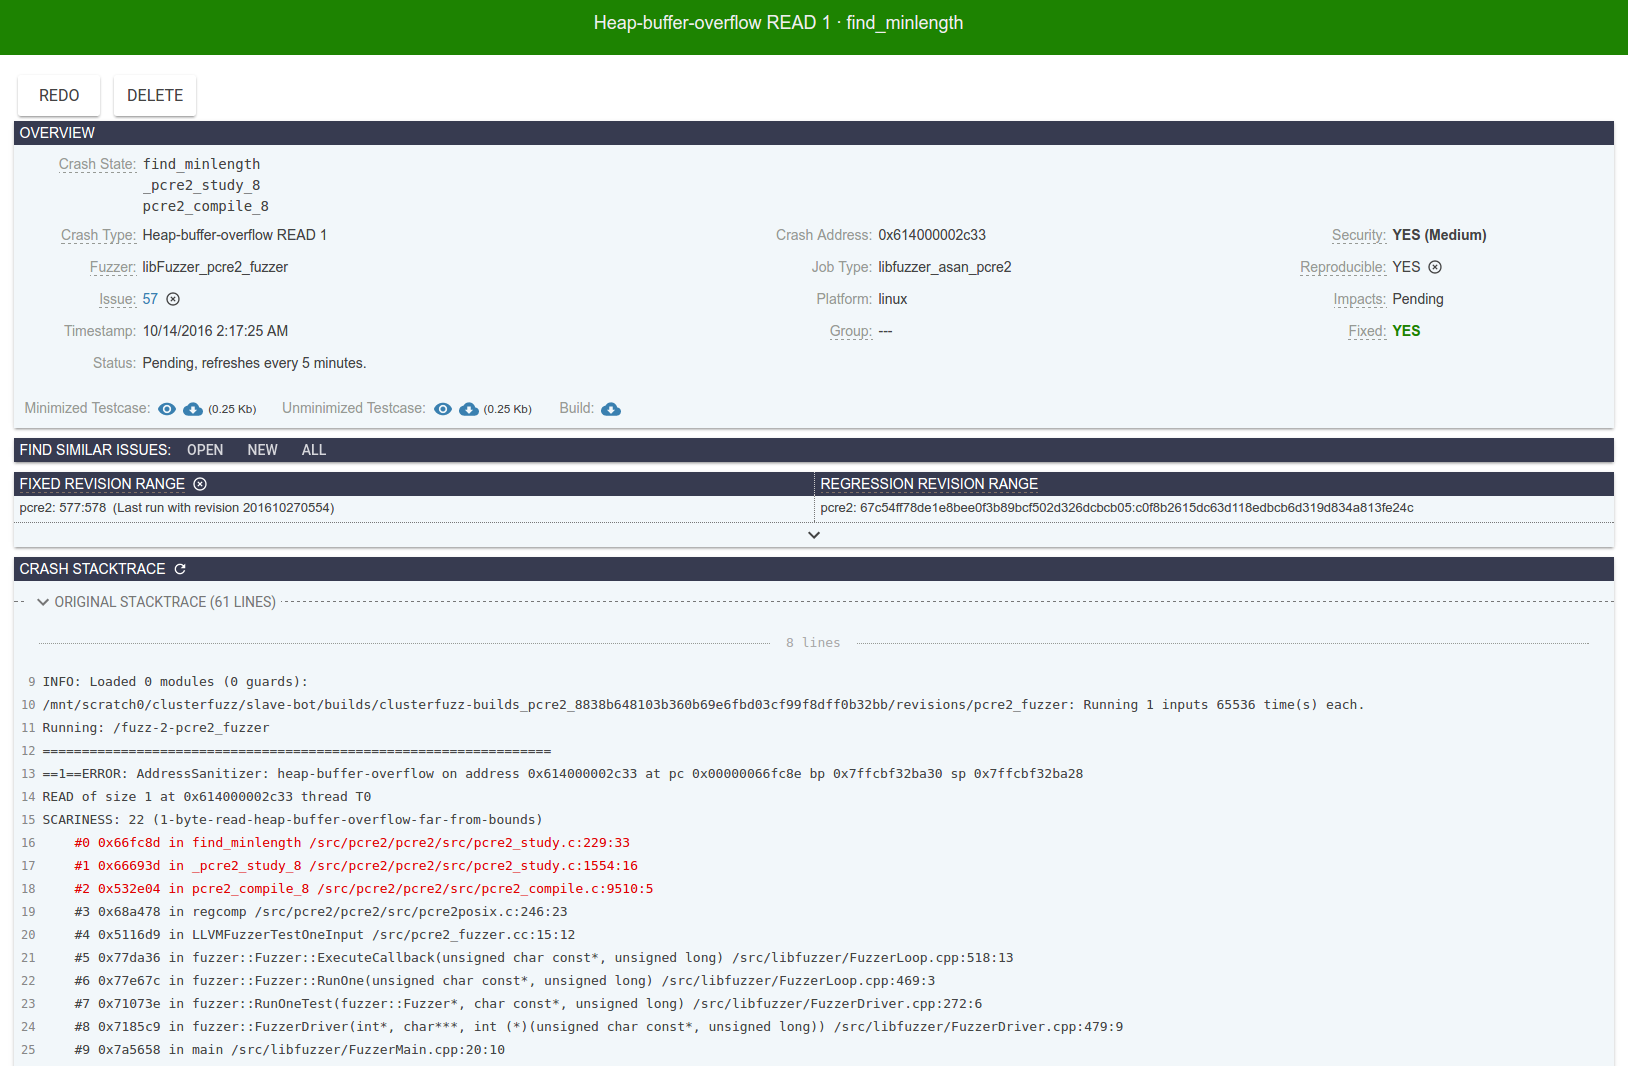 Heap-buffer-overflow READ 1 · find_minlength
REDO DELETE
OVERVIEW
Crash State: find_minlength
_pcre2_study_8
pcre2_compile_8
Crash Type: Heap-buffer-overflow READ 1 Crash Address: 0x614000002c33 Security: YES (Medium)
Fuzzer: libFuzzer_pcre2_fuzzer Job Type: libfuzzer_asan_pcre2 Reproducible: YES
Issue: 57 Platform: linux Impacts: Pending
Timestamp: 10/14/2016 2:17:25 AM Group: --- Fixed: YES
Status: Pending, refreshes every 5 minutes.
Minimized Testcase: (0.25 Kb) Unminimized Testcase: (0.25 Kb) Build:
FIND SIMILAR ISSUES: OPEN NEW ALL
FIXED REVISION RANGE REGRESSION REVISION RANGE
pcre2: 577:578 (Last run with revision 201610270554) pcre2: 67c54ff78de1e8bee0f3b89bcf502d326dcbcb05:c0f8b2615dc63d118edbcb6d319d834a813fe24c
CRASH STACKTRACE
ORIGINAL STACKTRACE (61 LINES)
8 lines
9 INFO: Loaded 0 modules (0 guards):
10 /mnt/scratch0/clusterfuzz/slave-bot/builds/clusterfuzz-builds_pcre2_8838b648103b360b69e6fbd03cf99f8dff0b32bb/revisions/pcre2_fuzzer: Running 1 inputs 65536 time(s) each.
11 Running: /fuzz-2-pcre2_fuzzer
12 =================================================================
13 ==1==ERROR: AddressSanitizer: heap-buffer-overflow on address 0x614000002c33 at pc 0x00000066fc8e bp 0x7ffcbf32ba30 sp 0x7ffcbf32ba28
14 READ of size 1 at 0x614000002c33 thread T0
15 SCARINESS: 22 (1-byte-read-heap-buffer-overflow-far-from-bounds)
16 #0 0x66fc8d in find_minlength /src/pcre2/pcre2/src/pcre2_study.c:229:33
17 #1 0x66693d in _pcre2_study_8 /src/pcre2/pcre2/src/pcre2_study.c:1554:16
18 #2 0x532e04 in pcre2_compile_8 /src/pcre2/pcre2/src/pcre2_compile.c:9510:5
19 #3 0x68a478 in regcomp /src/pcre2/pcre2/src/pcre2posix.c:246:23
20 #4 0x5116d9 in LLVMFuzzerTestOneInput /src/pcre2_fuzzer.cc:15:12
21 #5 0x77da36 in fuzzer::Fuzzer::ExecuteCallback(unsigned char const*, unsigned long) /src/libfuzzer/FuzzerLoop.cpp:518:13
22 #6 0x77e67c in fuzzer::Fuzzer::RunOne(unsigned char const*, unsigned long) /src/libfuzzer/FuzzerLoop.cpp:469:3
23 #7 0x71073e in fuzzer::RunOneTest(fuzzer::Fuzzer*, char const*, unsigned long) /src/libfuzzer/FuzzerDriver.cpp:272:6
24 #8 0x7185c9 in fuzzer::FuzzerDriver(int*, char***, int (*)(unsigned char const*, unsigned long)) /src/libfuzzer/FuzzerDriver.cpp:479:9
25 #9 0x7a5658 in main /src/libfuzzer/FuzzerMain.cpp:20:10